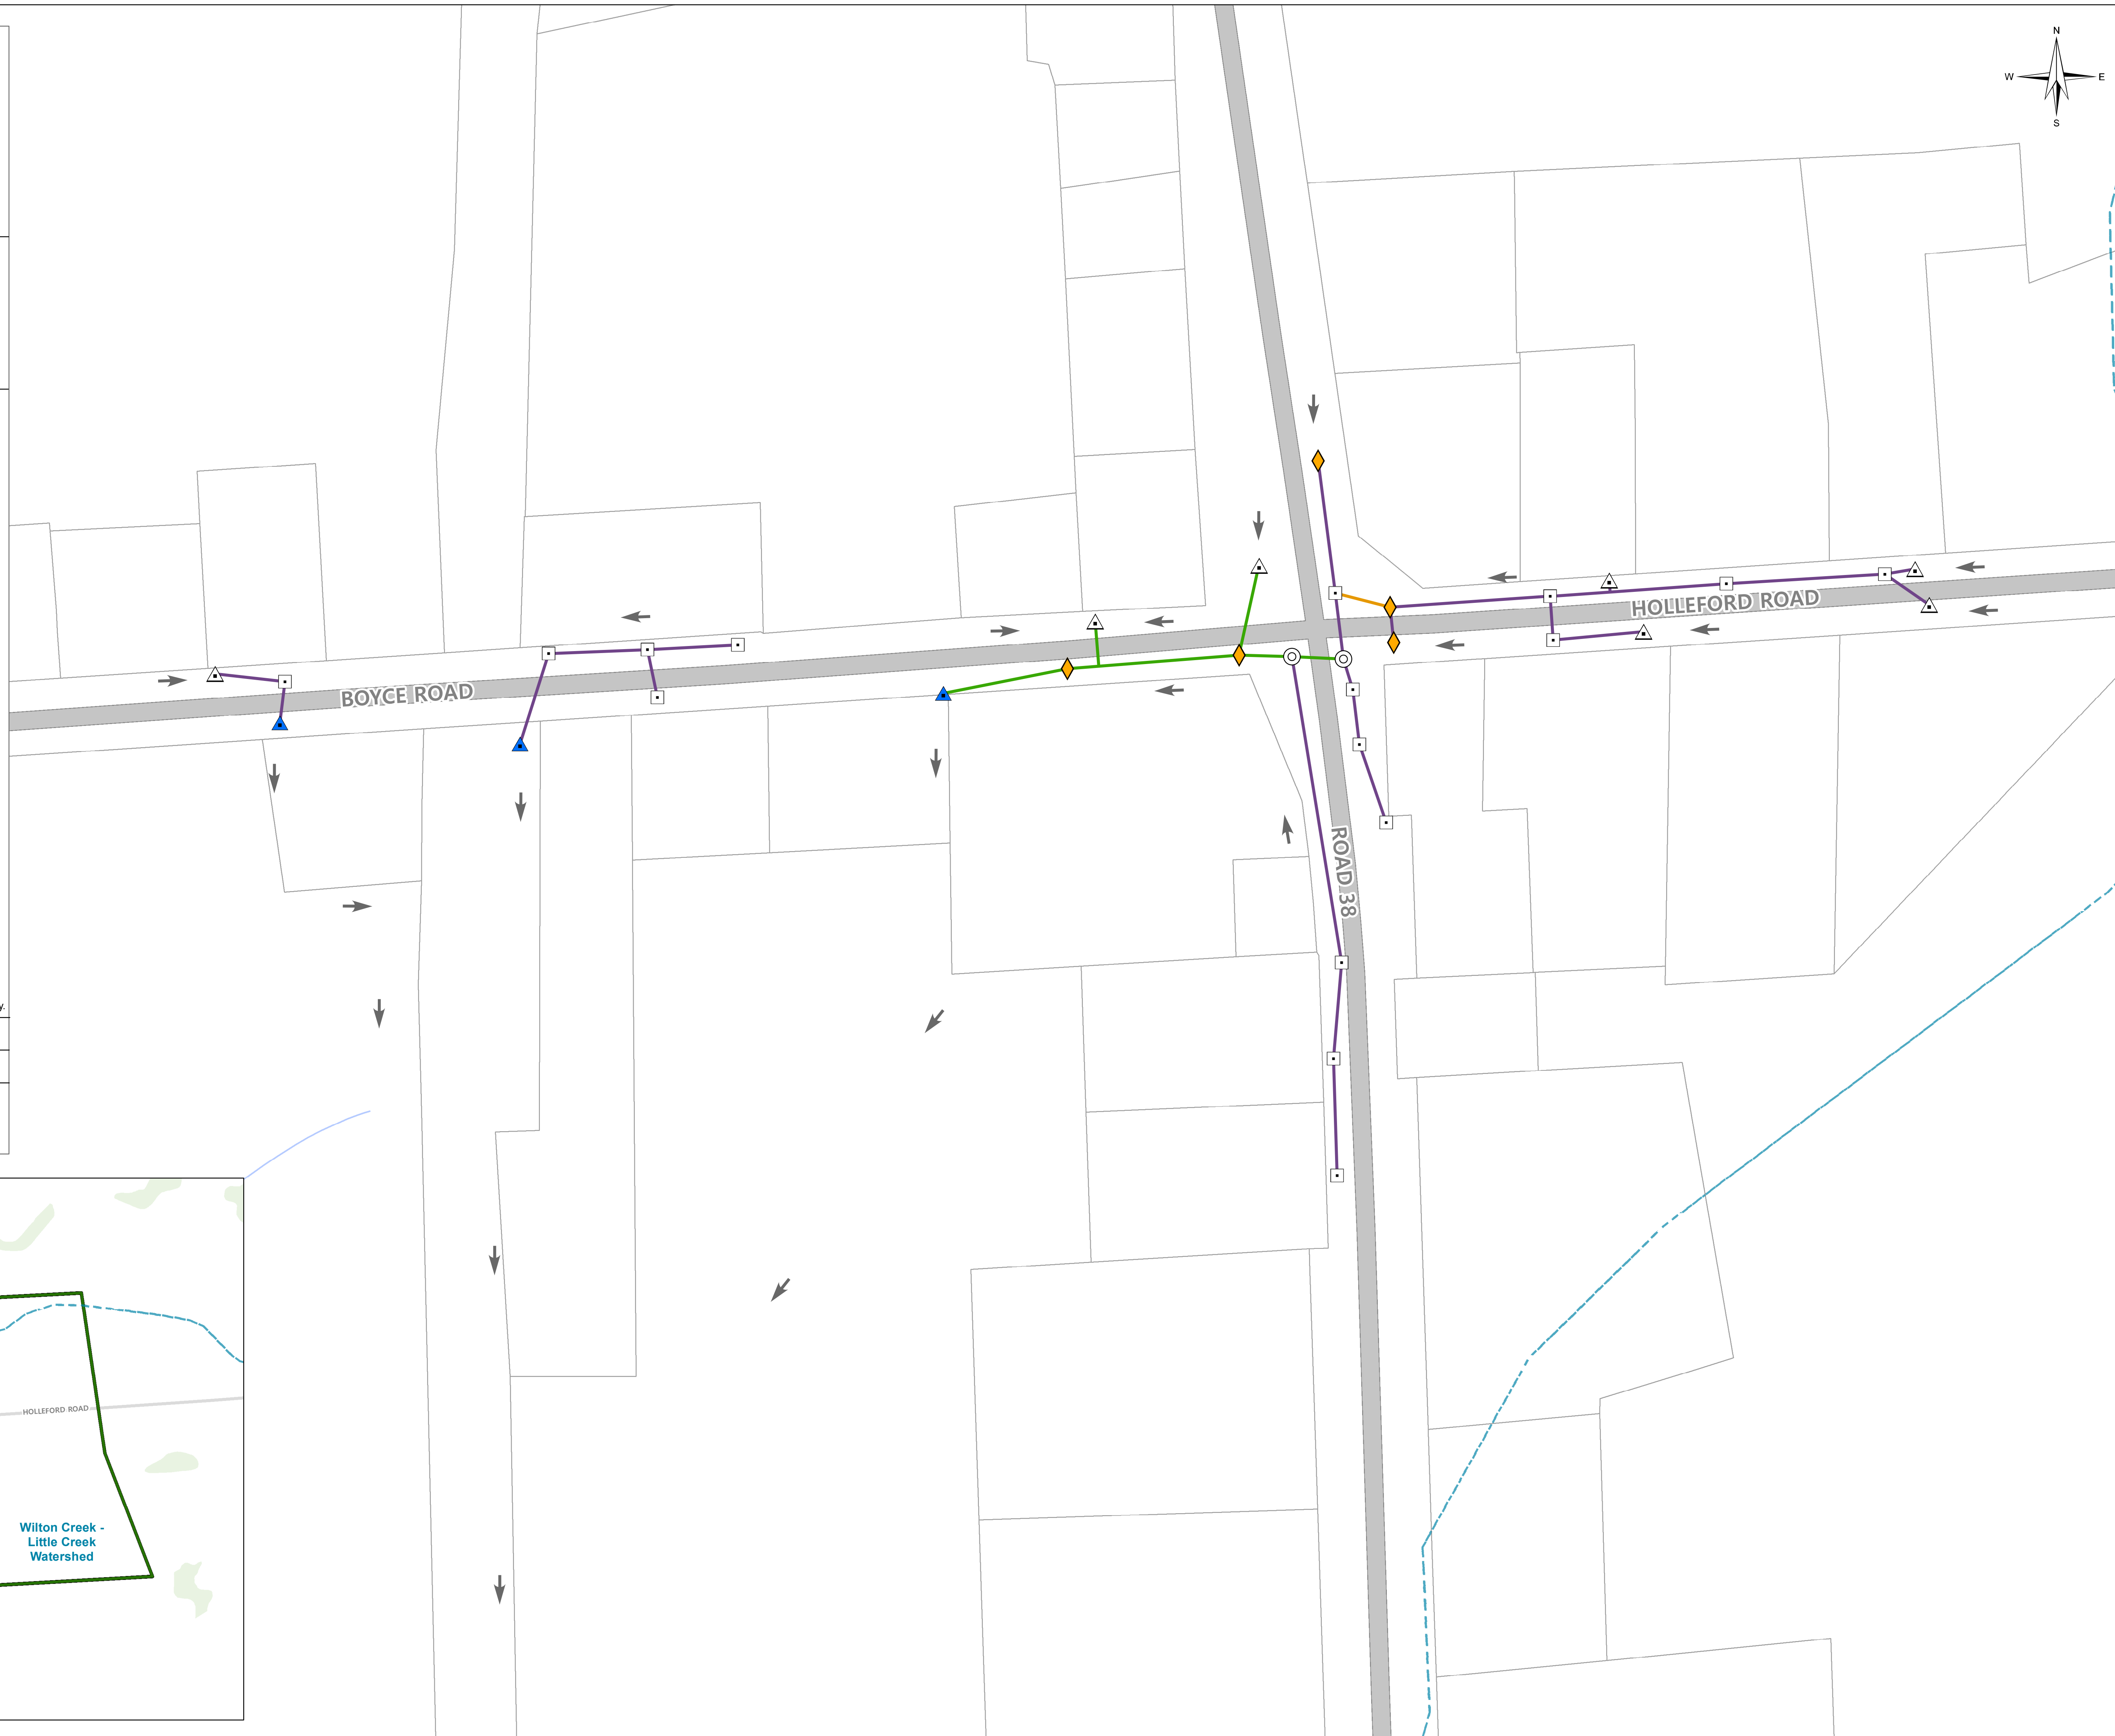 N
W E
S
HOLLEFORD ROAD
BOYCE ROAD
ROAD 38
y.
HOLLEFORD ROAD
Wilton Creek -
Little Creek
Watershed